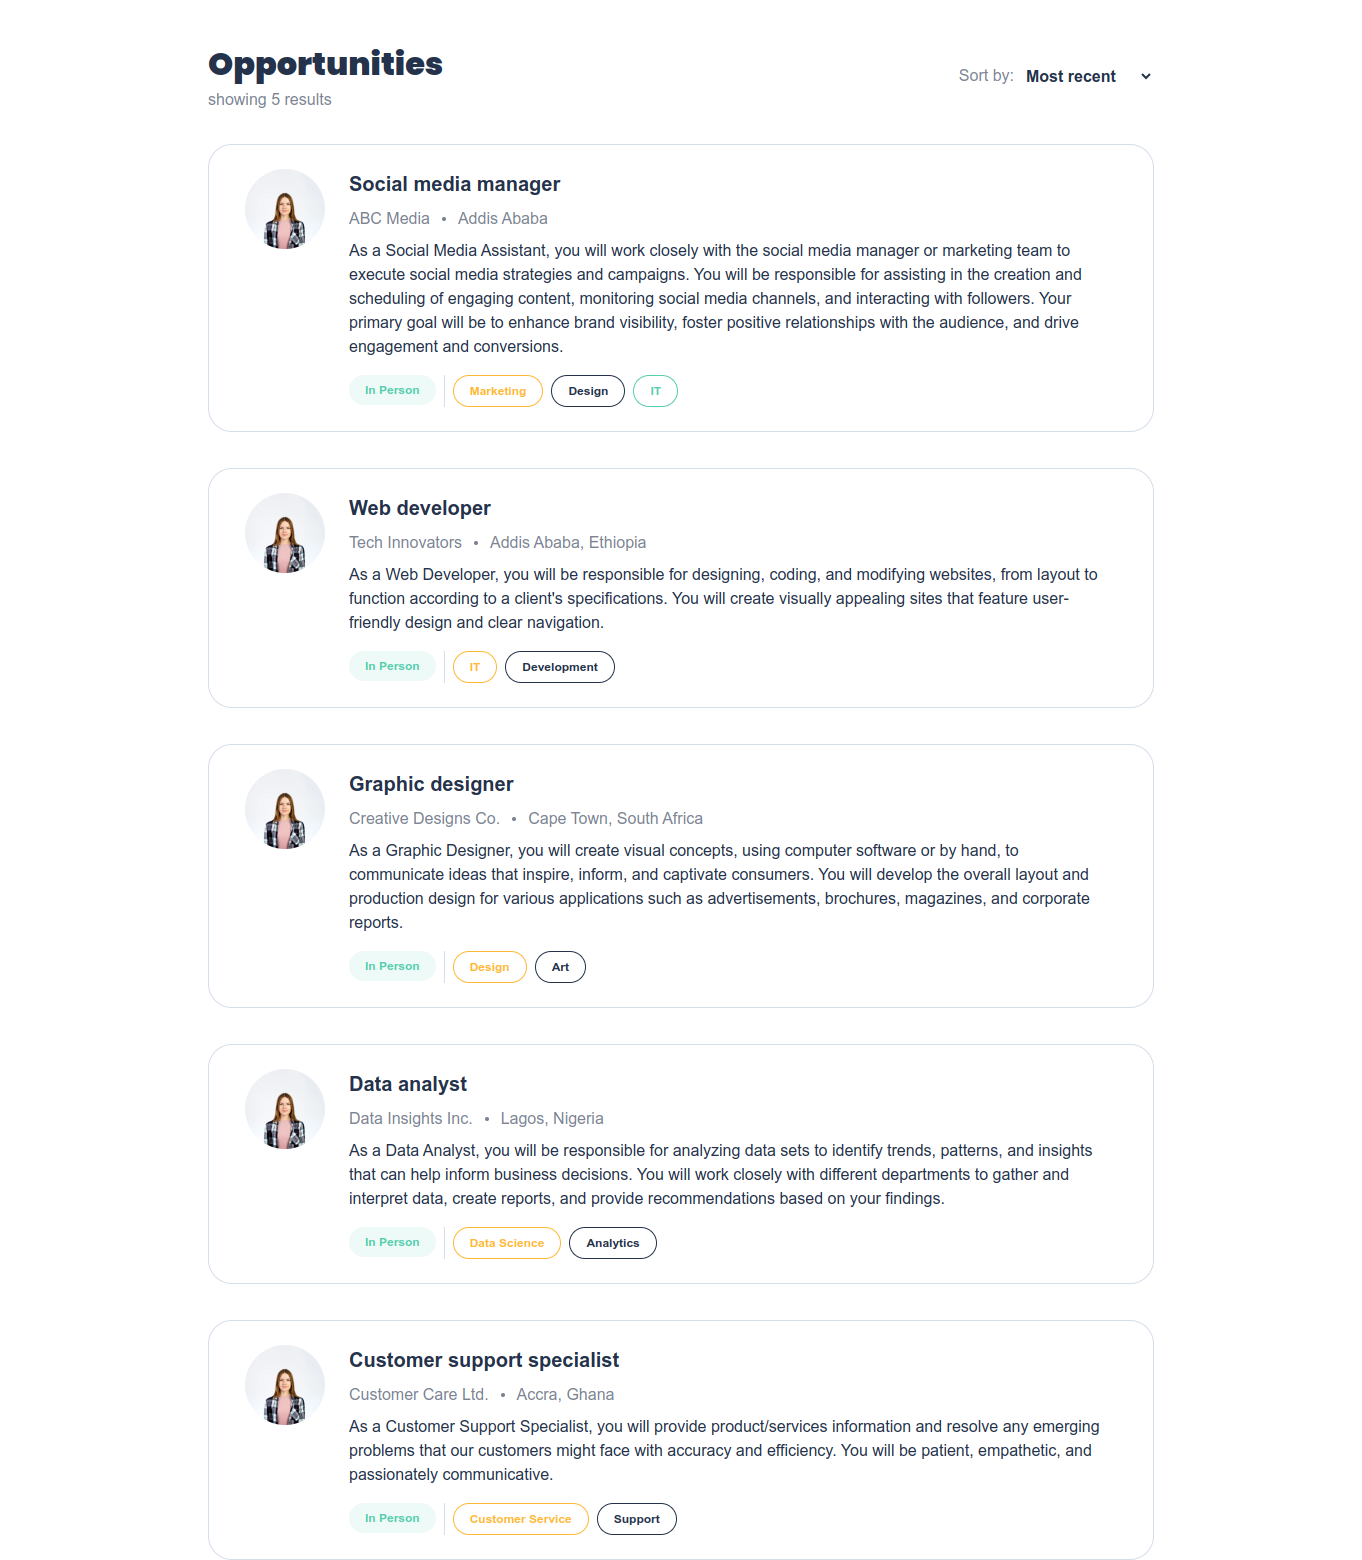 Opportunities
showing 5 results
Sort by: Most recent
Social media manager
ABC Media • Addis Ababa
As a Social Media Assistant, you will work closely with the social media manager or marketing team to
execute social media strategies and campaigns. You will be responsible for assisting in the creation and
scheduling of engaging content, monitoring social media channels, and interacting with followers. Your
primary goal will be to enhance brand visibility, foster positive relationships with the audience, and drive
engagement and conversions.
In Person Marketing Design IT
Web developer
Tech Innovators • Addis Ababa, Ethiopia
As a Web Developer, you will be responsible for designing, coding, and modifying websites, from layout to
function according to a client's specifications. You will create visually appealing sites that feature user-
friendly design and clear navigation.
In Person IT Development
Graphic designer
Creative Designs Co. • Cape Town, South Africa
As a Graphic Designer, you will create visual concepts, using computer software or by hand, to
communicate ideas that inspire, inform, and captivate consumers. You will develop the overall layout and
production design for various applications such as advertisements, brochures, magazines, and corporate
reports.
In Person Design Art
Data analyst
Data Insights Inc. • Lagos, Nigeria
As a Data Analyst, you will be responsible for analyzing data sets to identify trends, patterns, and insights
that can help inform business decisions. You will work closely with different departments to gather and
interpret data, create reports, and provide recommendations based on your findings.
In Person Data Science Analytics
Customer support specialist
Customer Care Ltd. • Accra, Ghana
As a Customer Support Specialist, you will provide product/services information and resolve any emerging
problems that our customers might face with accuracy and efficiency. You will be patient, empathetic, and
passionately communicative.
In Person Customer Service Support